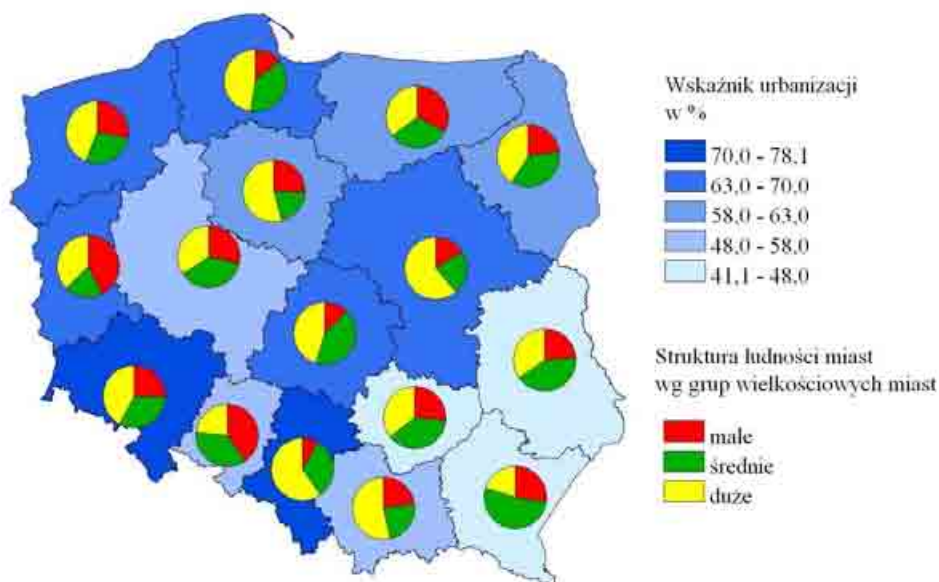 Wskaźnik urbanizacji
w %
70,0 - 78,1
63,0 - 70,0
58,0 - 63,0
48,0 - 58,0
41,1 - 48,0
Struktura ludności miast
wg grup wielkościowych miast
małe
średnie
duże